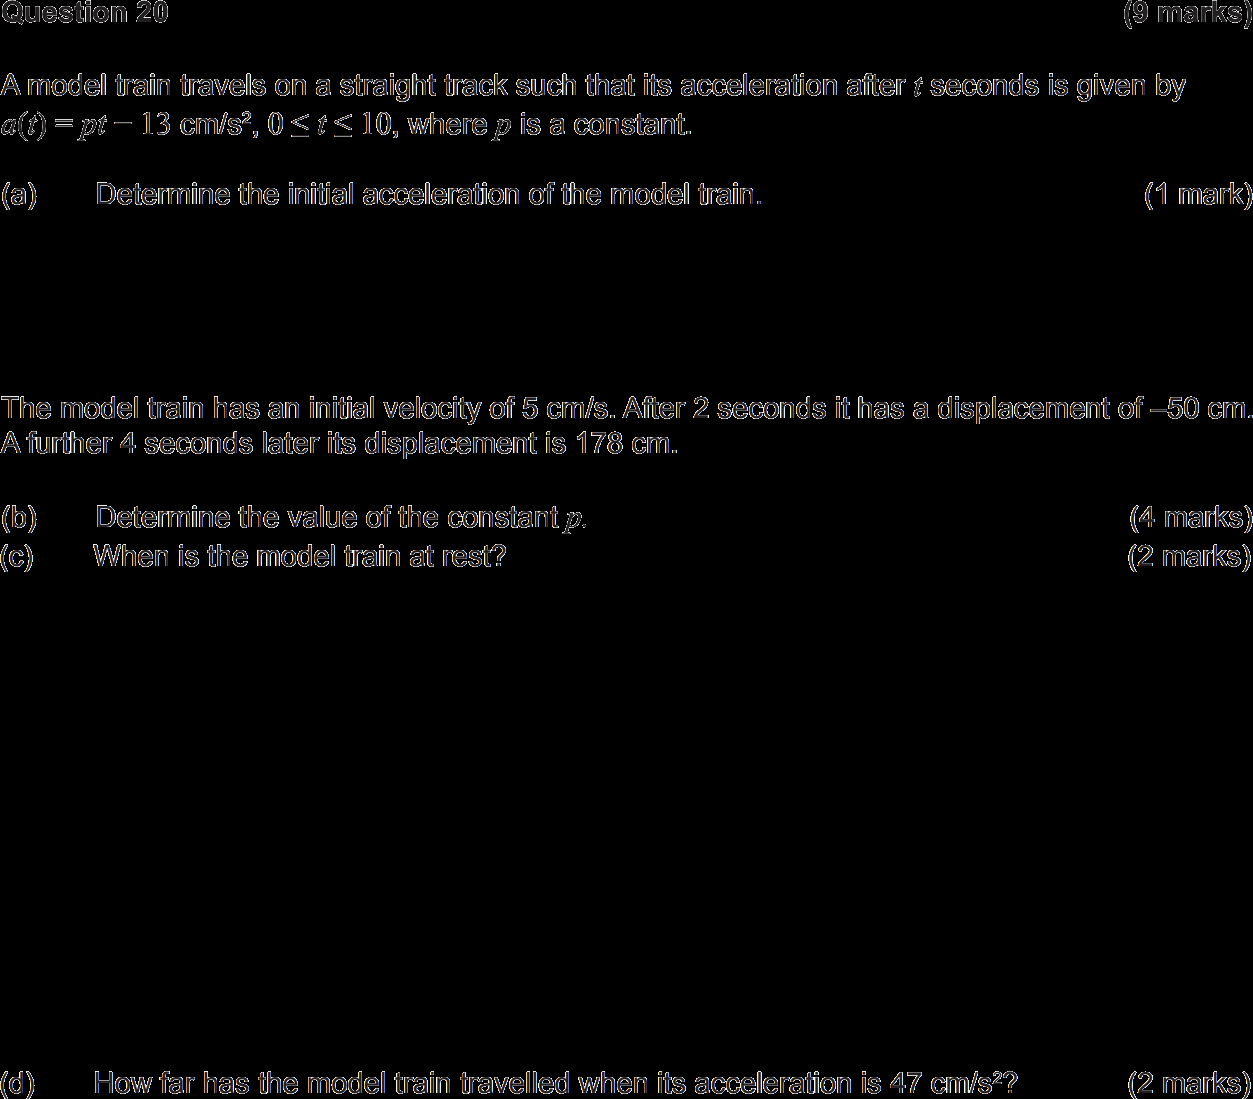 Question 20 (9 marks)
A model train travels on a straight track such that its acceleration after t seconds is given by
a(t) = pt − 13 cm/s², 0 ≤ t ≤ 10, where p is a constant.
(a) Determine the initial acceleration of the model train. (1 mark)
The model train has an initial velocity of 5 cm/s. After 2 seconds it has a displacement of –50 cm.
A further 4 seconds later its displacement is 178 cm.
(b) Determine the value of the constant p. (4 marks)
(c) When is the model train at rest? (2 marks)
(d) How far has the model train travelled when its acceleration is 47 cm/s²? (2 marks)